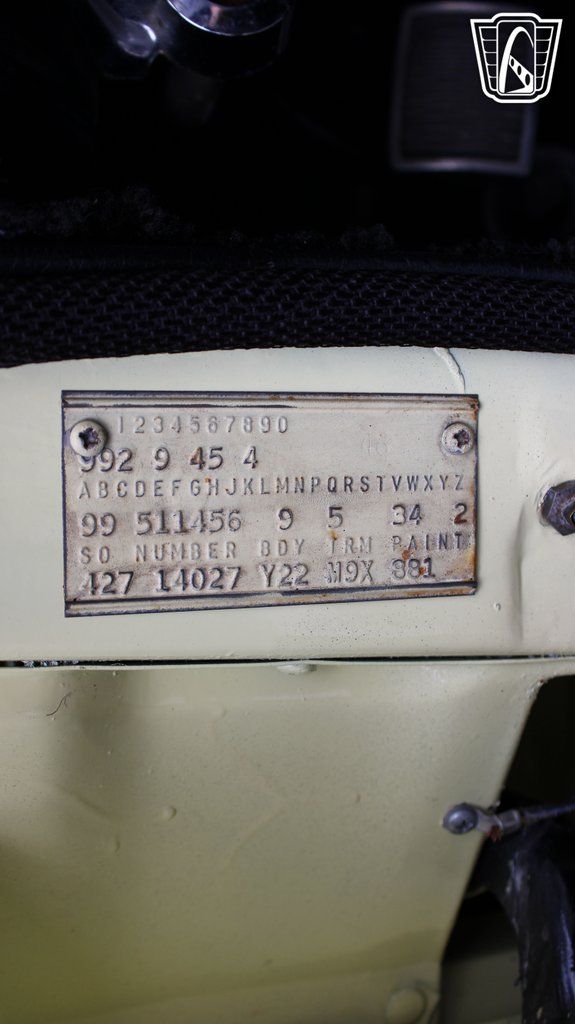 1234567890
992 9 45 4
ABCDEFGHJKLMNPQRSTVWXYZ
99 511456 9 5 34 2
SO NUMBER BDY TRM PAINT
427 14027 Y22 M9X 881